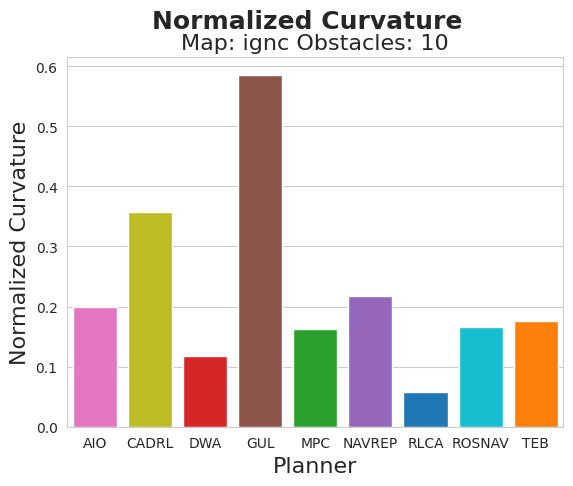 Normalized Curvature
Map: ignc Obstacles: 10
Normalized Curvature
0.6
0.5
0.4
0.3
0.2
0.1
0.0
AIO CADRL DWA GUL MPC NAVREP RLCA ROSNAV TEB
Planner